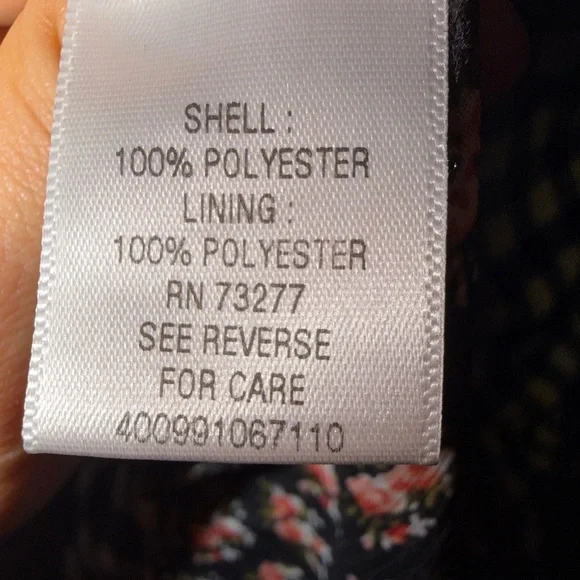 SHELL :
100% POLYESTER
LINING :
100% POLYESTER
RN 73277
SEE REVERSE
FOR CARE
400991067110